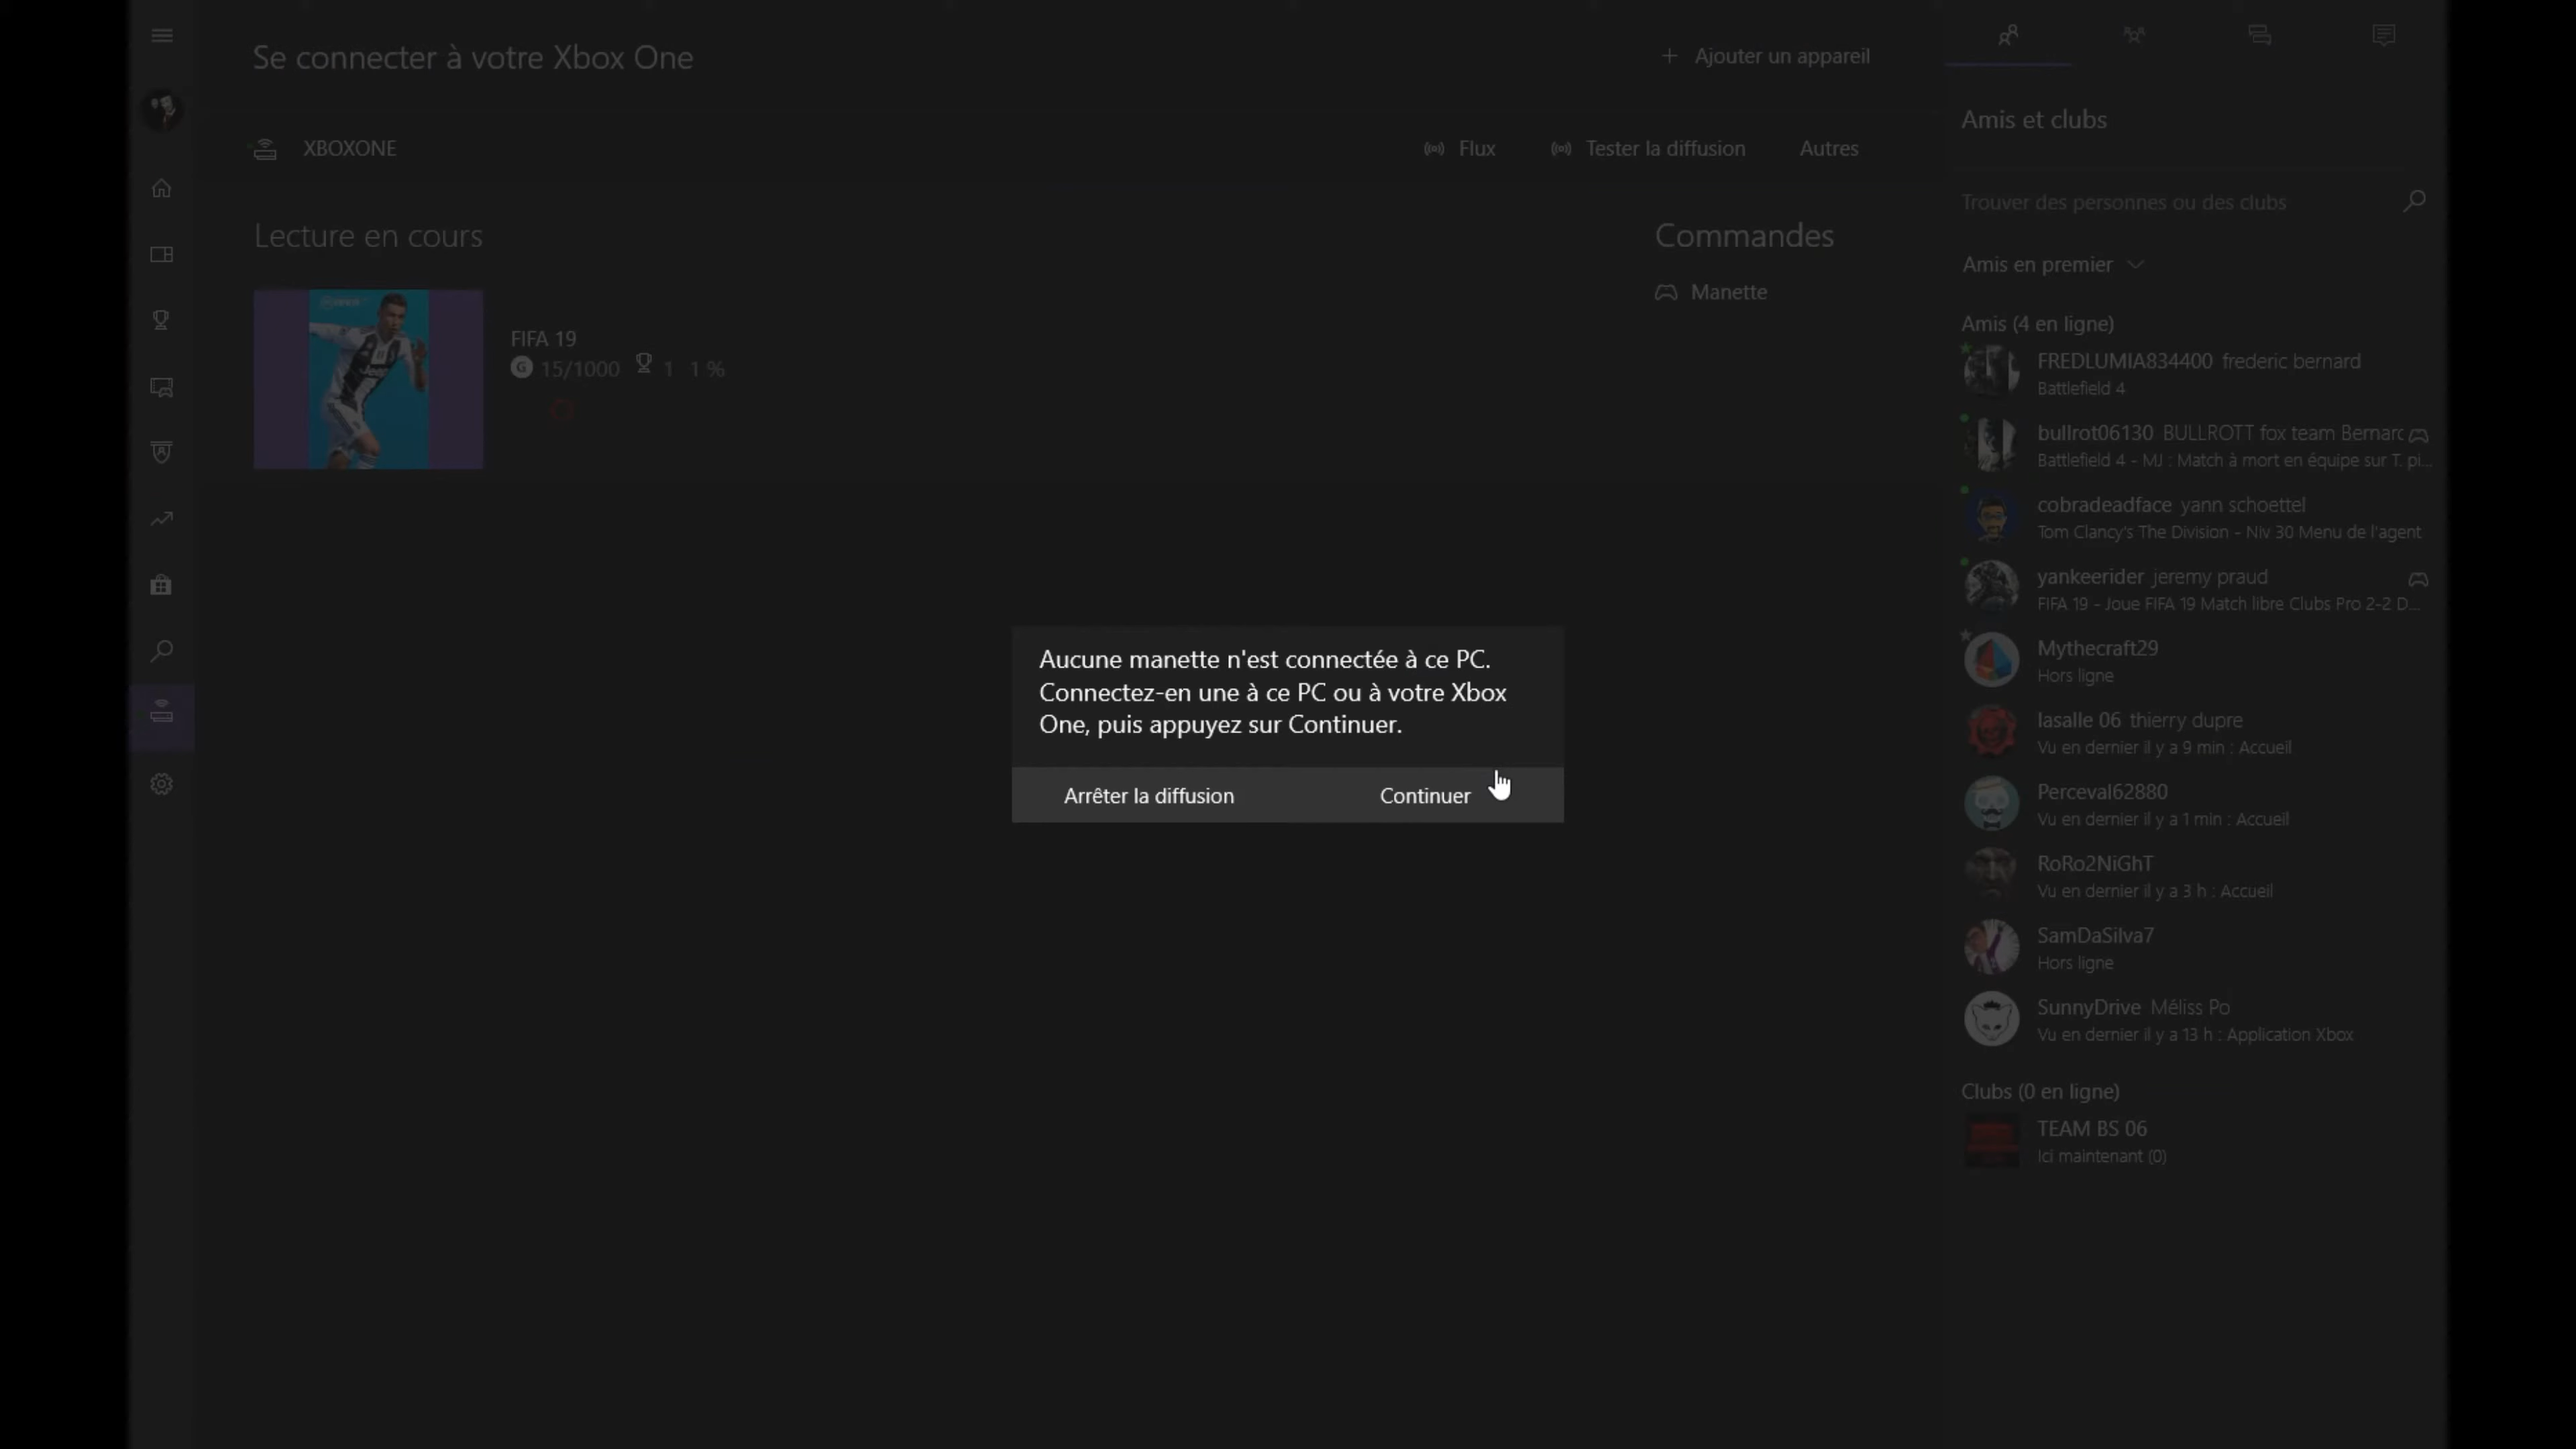 Se connecter à votre Xbox One
Ajouter un appareil
XBOXONE
Flux
Tester la diffusion
Autres
Lecture en cours
FIFA 19
G 15/1000 1 1 %
Commandes
Manette
Aucune manette n'est connectée à ce PC.
Connectez-en une à ce PC ou à votre Xbox
One, puis appuyez sur Continuer.
Arrêter la diffusion
Continuer
Amis et clubs
Trouver des personnes ou des clubs
Amis en premier
Amis (4 en ligne)
FREDLUMIA834400 frederic bernard
Battlefield 4
bullrot06130 BULLROTT fox team Bernarc
Battlefield 4 - MJ : Match à mort en équipe sur T. pi...
cobradeadface yann schoettel
Tom Clancy's The Division - Niv 30 Menu de l'agent
yankeerider jeremy praud
FIFA 19 - Joue FIFA 19 Match libre Clubs Pro 2-2 D...
Mythecraft29
Hors ligne
lasalle 06 thierry dupre
Vu en dernier il y a 9 min : Accueil
Perceval62880
Vu en dernier il y a 1 min : Accueil
RoRo2NiGhT
Vu en dernier il y a 3 h : Accueil
SamDaSilva7
Hors ligne
SunnyDrive Méliss Po
Vu en dernier il y a 13 h : Application Xbox
Clubs (0 en ligne)
TEAM BS 06
Ici maintenant (0)